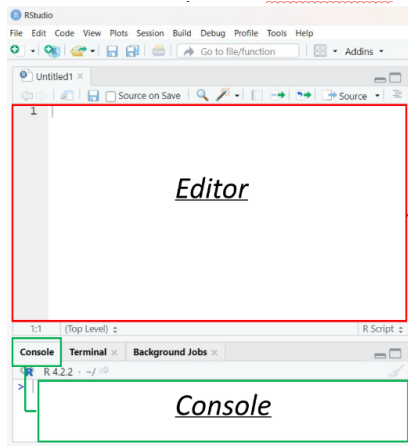 RStudio
File Edit Code View Plots Session Build Debug Profile Tools Help
Go to file/function Addins
Untitled1
Source on Save Source
1
Editor
1:1 (Top Level) R Script
Console Terminal Background Jobs
R R 4.2.2 · ~/
>
Console